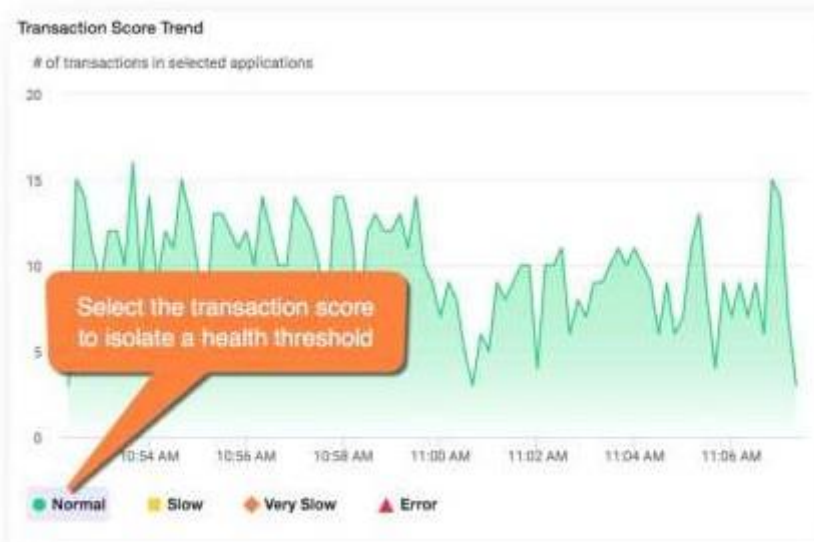 Transaction Score Trend
# of transactions in selected applications
20
15
10
Select the transaction score
to isolate a health threshold
5
0
10:54 AM 10:56 AM 10:58 AM 11:00 AM 11:02 AM 11:04 AM 11:06 AM
Normal Slow Very Slow Error